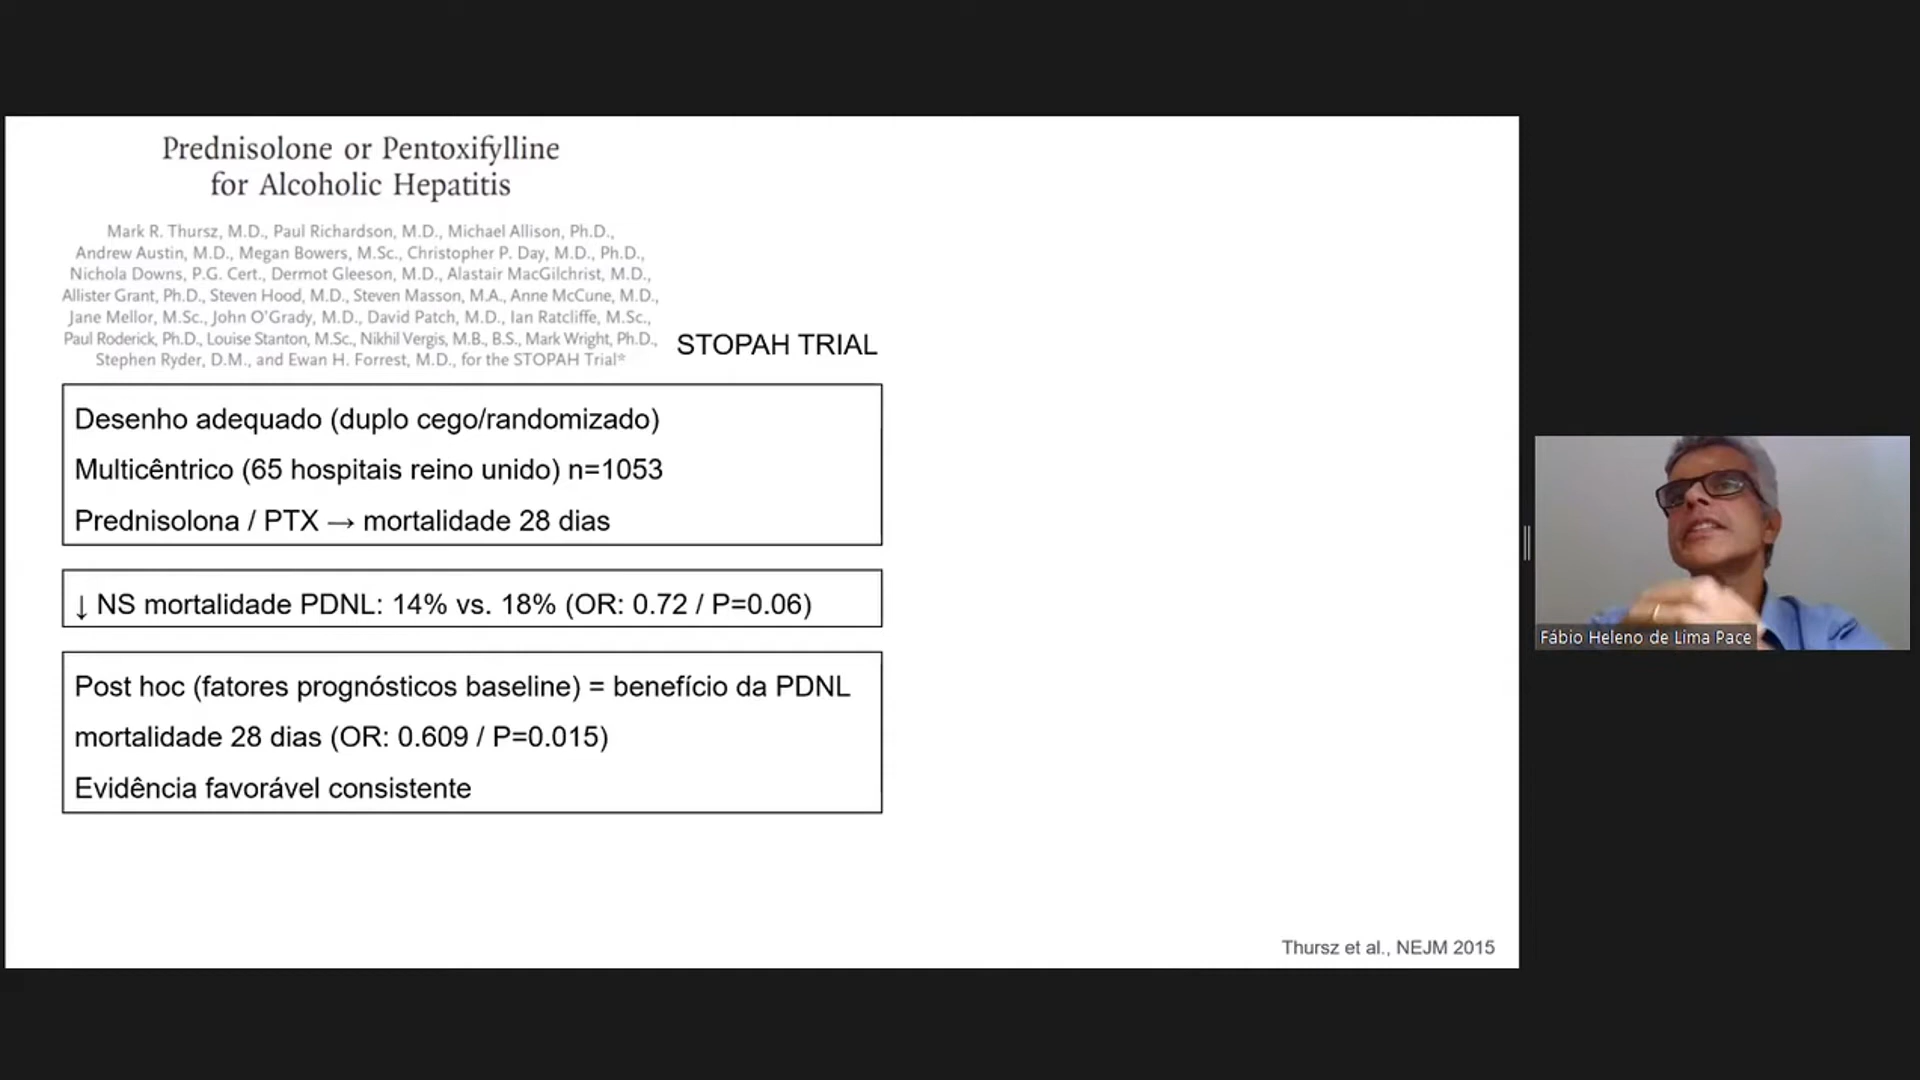 Prednisolone or Pentoxifylline
for Alcoholic Hepatitis
Mark R. Thursz, M.D., Paul Richardson, M.D., Michael Allison, Ph.D.,
Andrew Austin, M.D., Megan Bowers, M.Sc., Christopher P. Day, M.D., Ph.D.,
Nichola Downs, P.G. Cert., Dermot Gleeson, M.D., Alastair MacGilchrist, M.D.,
Allister Grant, Ph.D., Steven Hood, M.D., Steven Masson, M.A., Anne McCune, M.D.,
Jane Mellor, M.Sc., John O'Grady, M.D., David Patch, M.D., Ian Ratcliffe, M.Sc.,
Paul Roderick, Ph.D., Louise Stanton, M.Sc., Nikhil Vergis, M.B., B.S., Mark Wright, Ph.D.,
Stephen Ryder, D.M., and Ewan H. Forrest, M.D., for the STOPAH Trial*
STOPAH TRIAL
Desenho adequado (duplo cego/randomizado)
Multicêntrico (65 hospitais reino unido) n=1053
Prednisolona / PTX → mortalidade 28 dias
↓ NS mortalidade PDNL: 14% vs. 18% (OR: 0.72 / P=0.06)
Post hoc (fatores prognósticos baseline) = benefício da PDNL
mortalidade 28 dias (OR: 0.609 / P=0.015)
Evidência favorável consistente
Thursz et al., NEJM 2015
Fábio Heleno de Lima Pace